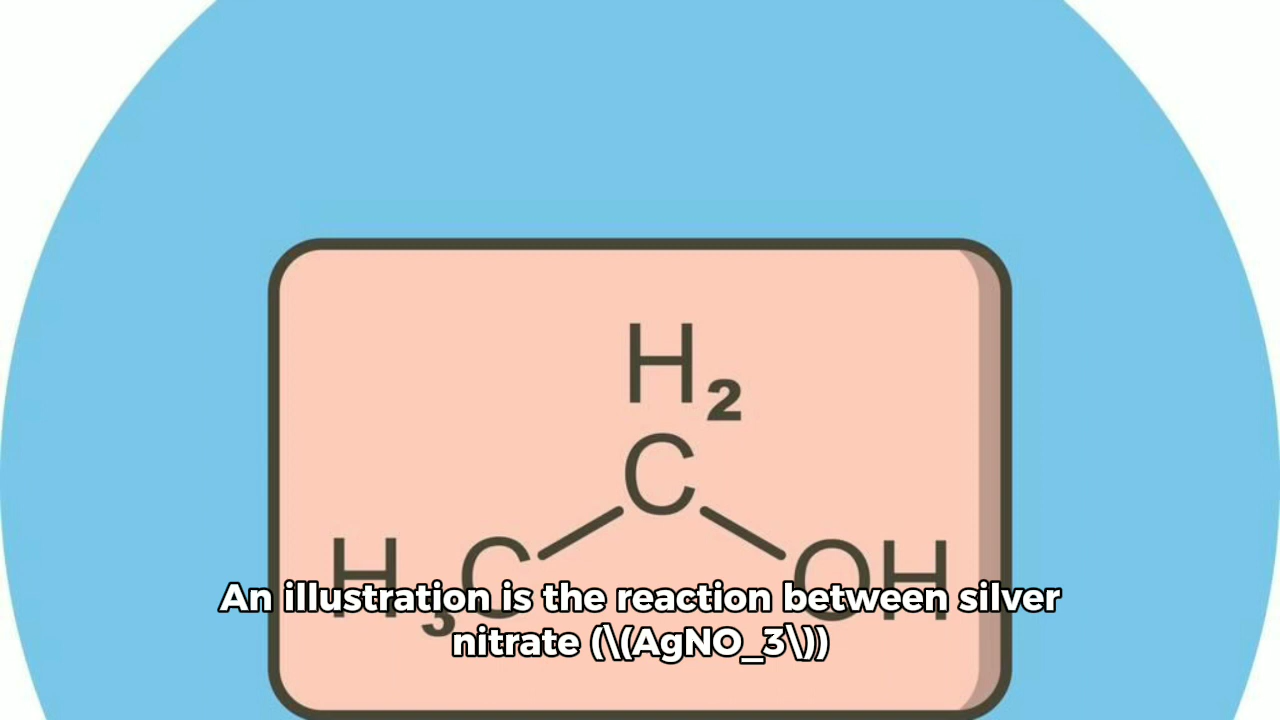 H₂
C
H₃C OH
An illustration is the reaction between silver
nitrate (\(AgNO_3\))